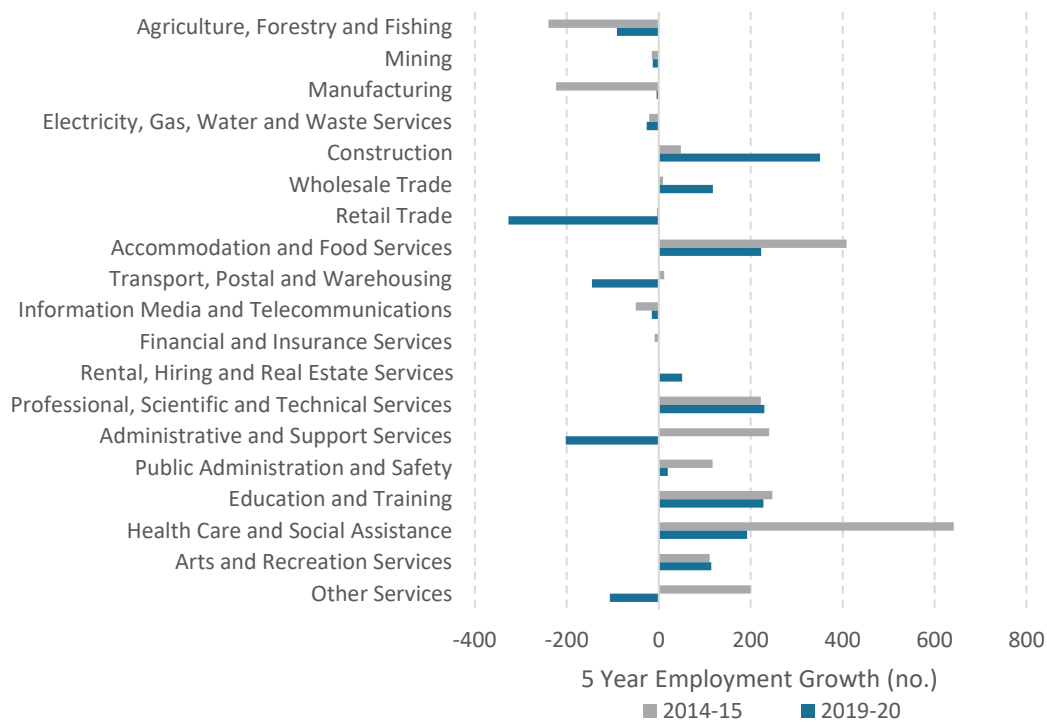 Agriculture, Forestry and Fishing
Mining
Manufacturing
Electricity, Gas, Water and Waste Services
Construction
Wholesale Trade
Retail Trade
Accommodation and Food Services
Transport, Postal and Warehousing
Information Media and Telecommunications
Financial and Insurance Services
Rental, Hiring and Real Estate Services
Professional, Scientific and Technical Services
Administrative and Support Services
Public Administration and Safety
Education and Training
Health Care and Social Assistance
Arts and Recreation Services
Other Services
-400 -200 0 200 400 600 800
5 Year Employment Growth (no.)
2014-15 2019-20